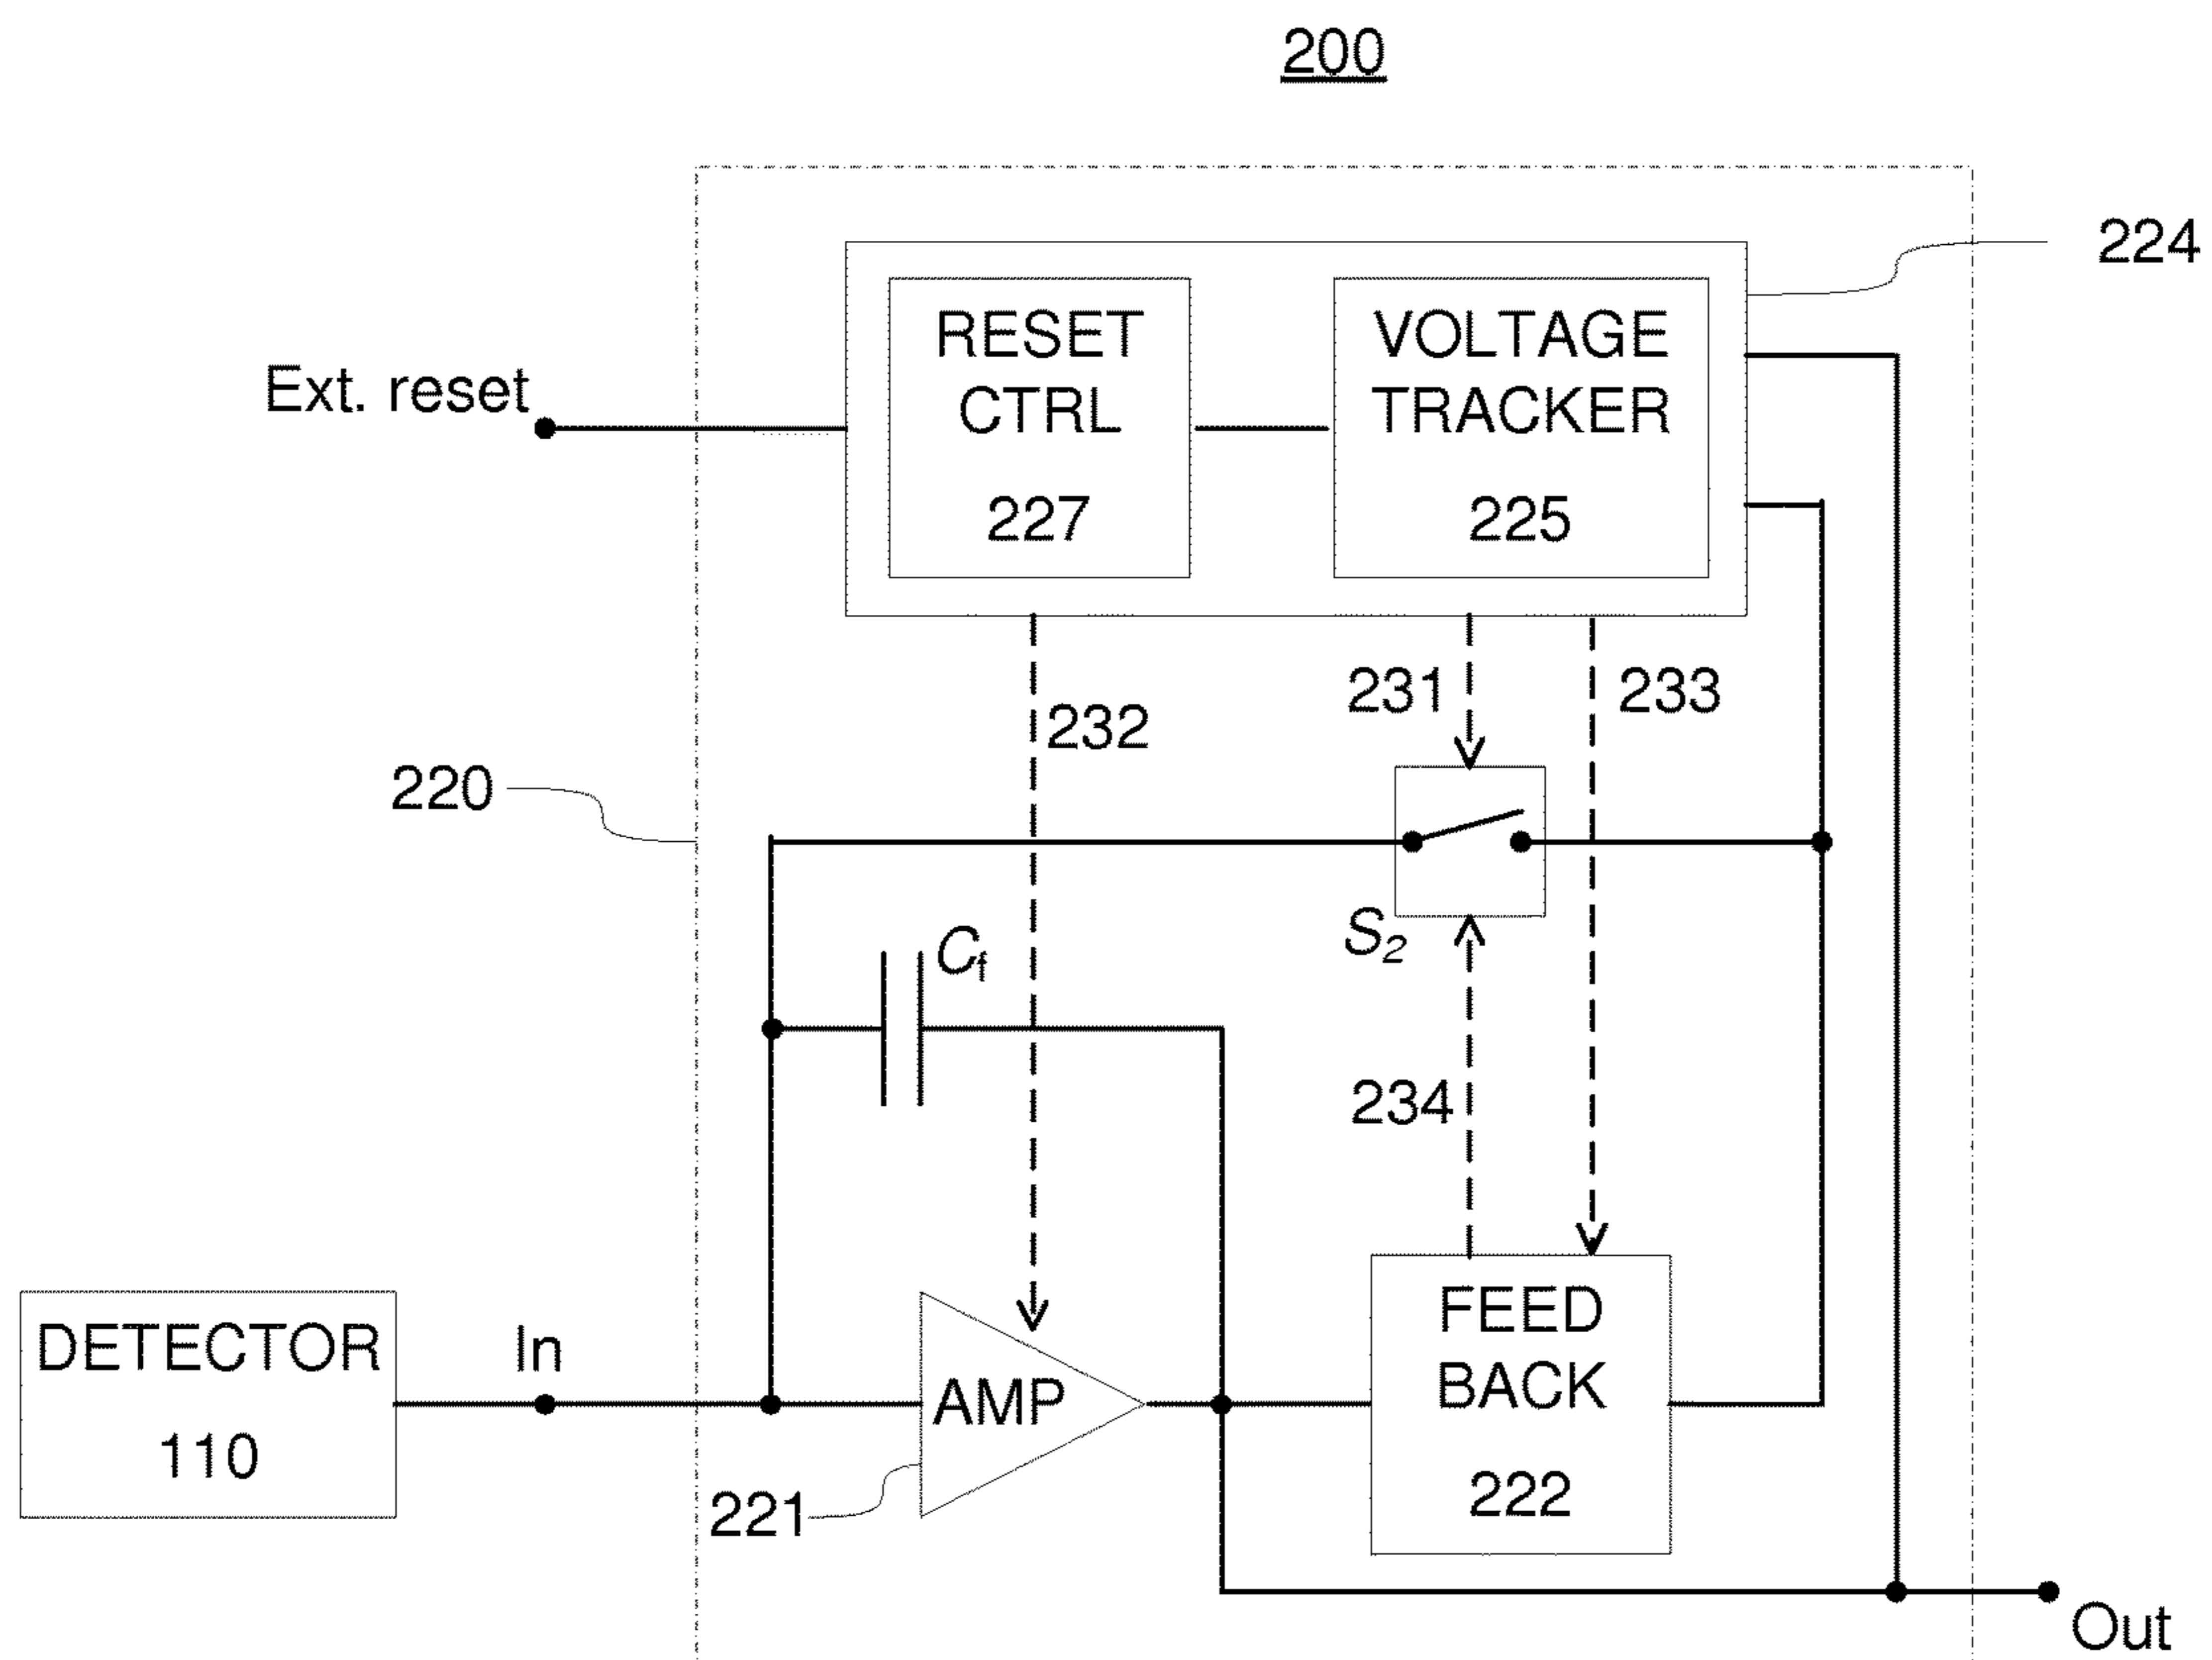 200
224
RESET
CTRL
227
VOLTAGE
TRACKER
225
Ext. reset
232
231
233
220
S2
Cf
234
DETECTOR
110
In
AMP
221
FEED
BACK
222
Out